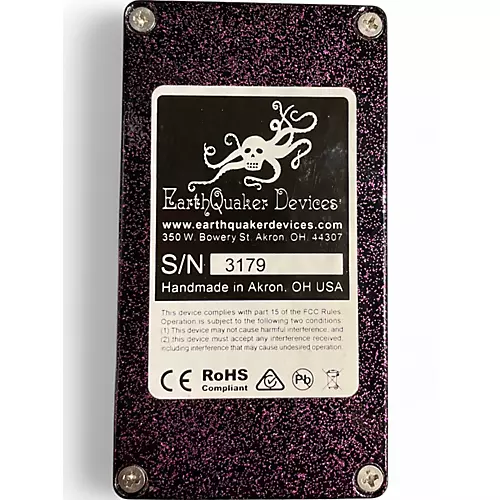 EarthQuaker Devices
www.earthquakerdevices.com
350 W. Bowery St. Akron, OH, 44307
S/N 3179
Handmade in Akron, OH USA
This device complies with part 15 of the FCC Rules.
Operation is subject to the following two conditions:
(1) This device may not cause harmful interference, and
(2) this device must accept any interference received,
including interference that may cause undesired operation.
CE RoHS Pb
Compliant